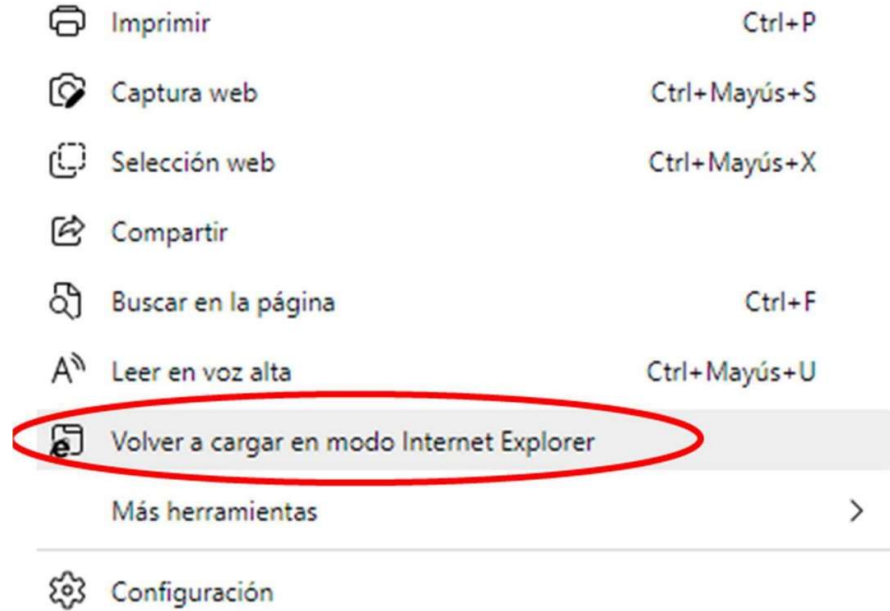 Imprimir Ctrl+P
Captura web Ctrl+Mayús+S
Selección web Ctrl+Mayús+X
Compartir
Buscar en la página Ctrl+F
Leer en voz alta Ctrl+Mayús+U
Volver a cargar en modo Internet Explorer
Más herramientas
Configuración